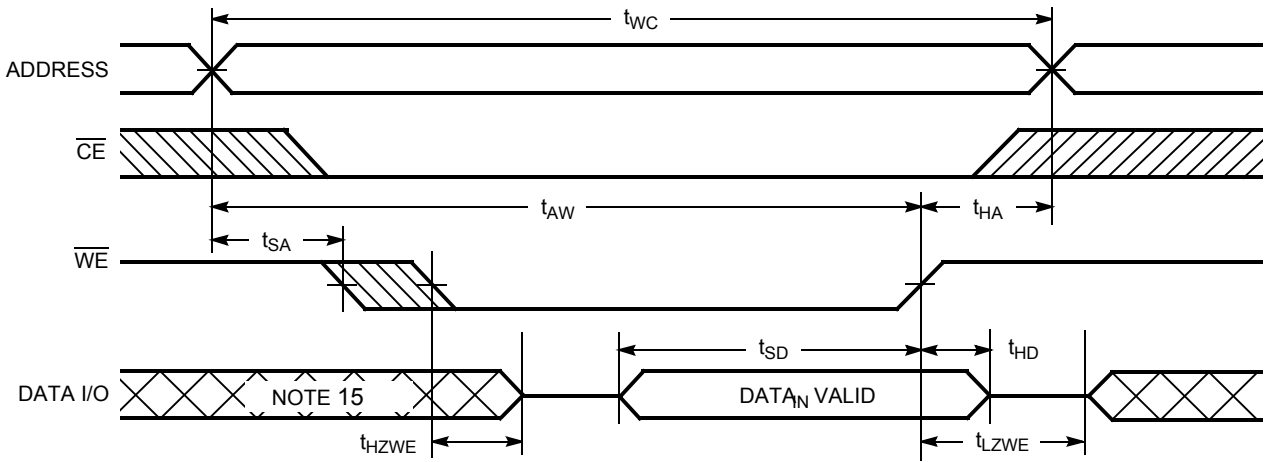 tWC
ADDRESS
CE
tAW
tHA
tSA
WE
tSD
tHD
DATA I/O
NOTE 15
DATAIN VALID
tHZWE
tLZWE